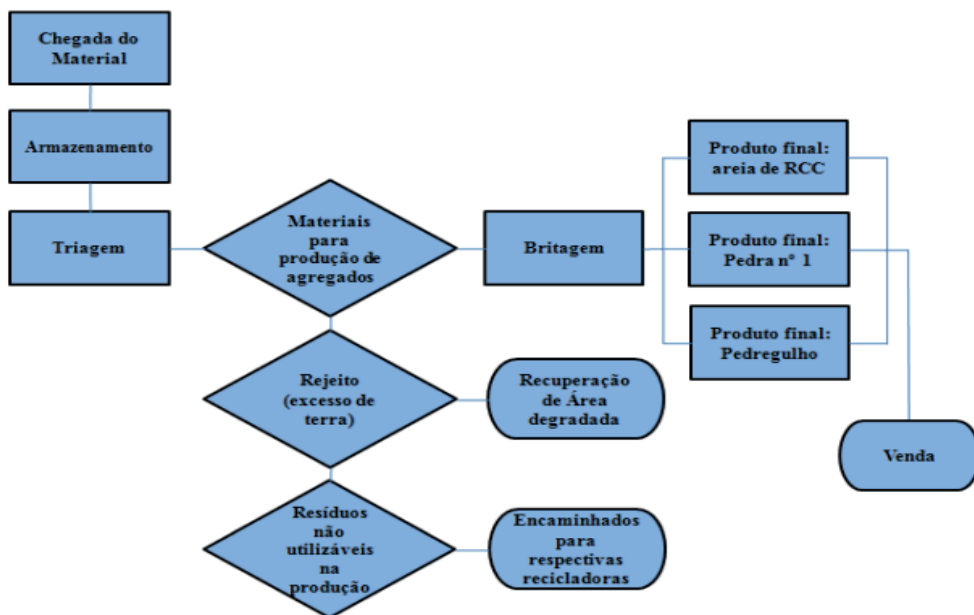 Chegada do
Material
Armazenamento
Triagem
Materiais
para
produção de
agregados
Britagem
Produto final:
areia de RCC
Produto final:
Pedra nº 1
Produto final:
Pedregulho
Rejeito
(excesso de
terra)
Recuperação
de Área
degradada
Venda
Resíduos
não
utilizáveis
na
produção
Encaminhados
para
respectivas
recicladoras